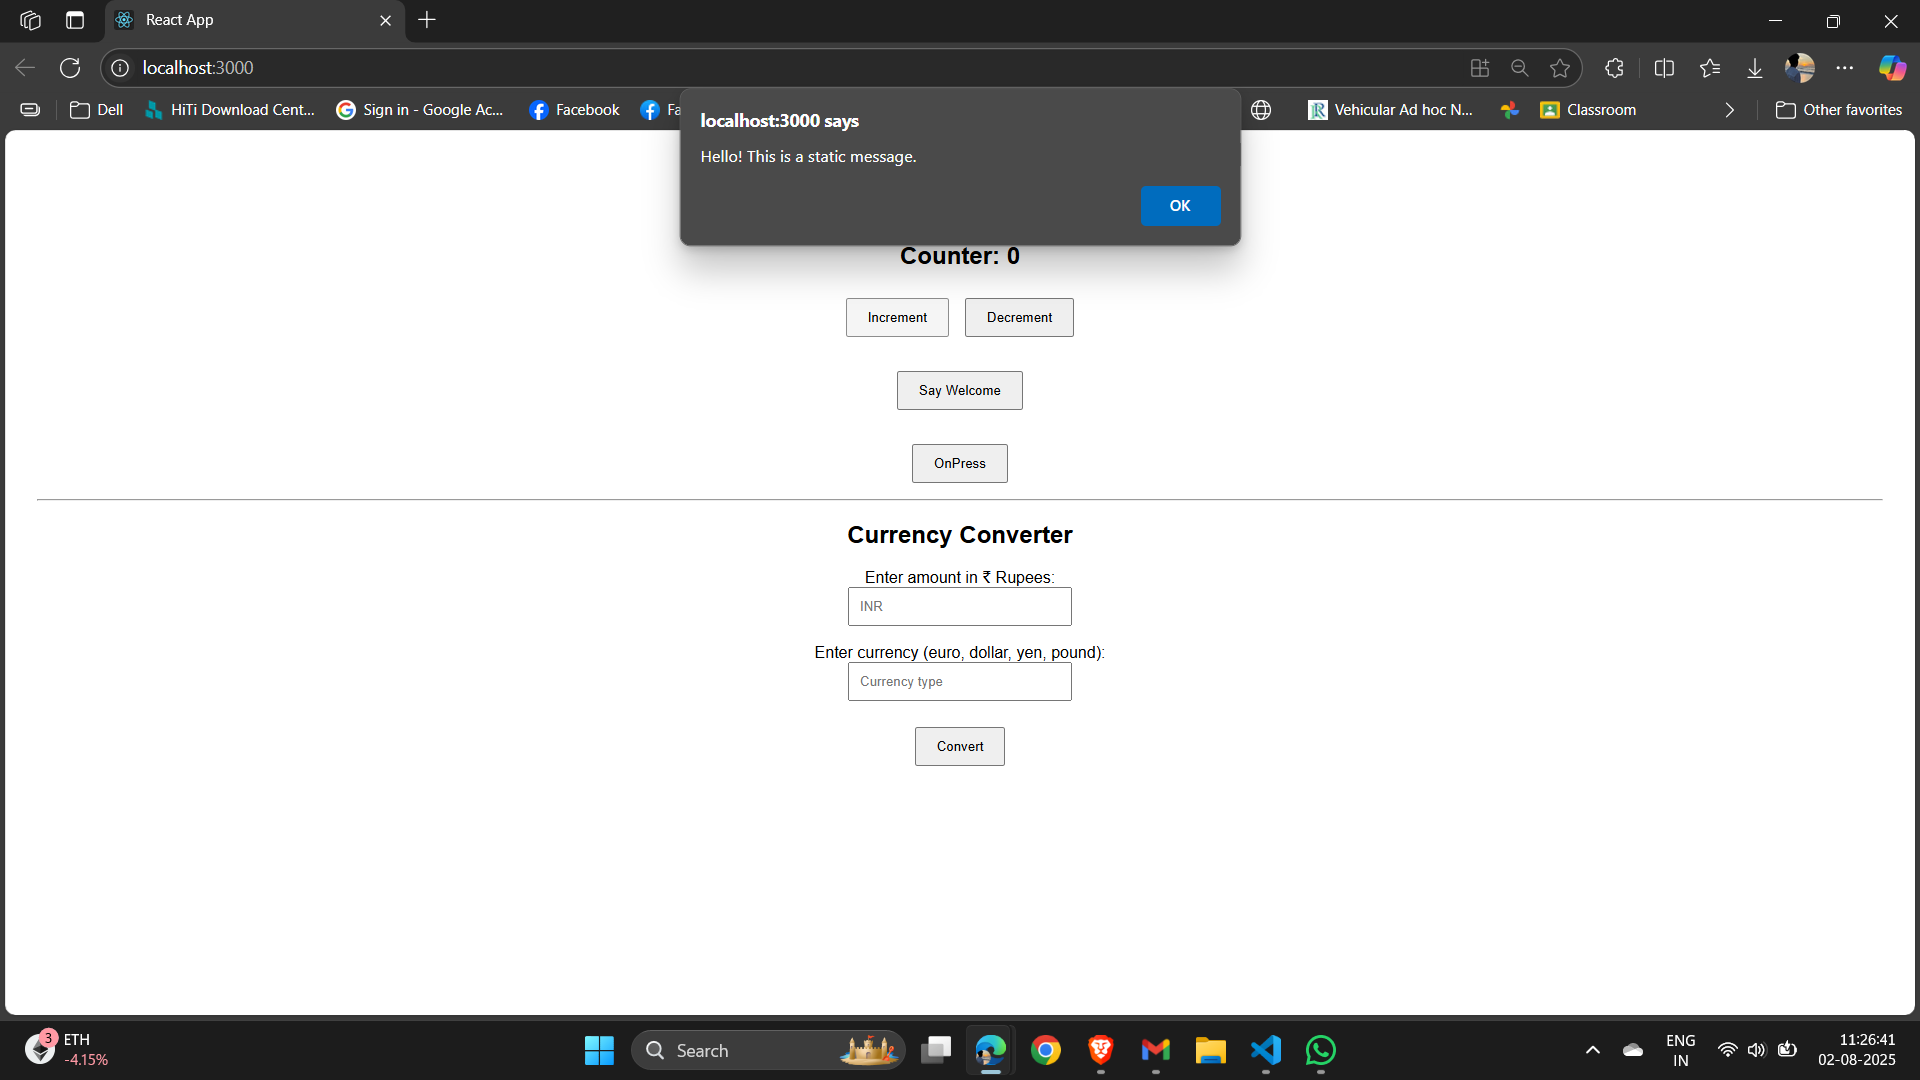 React App
localhost:3000
Dell
HiTi Download Cent...
Sign in - Google Ac...
Facebook
Fa
Vehicular Ad hoc N...
Classroom
Other favorites
localhost:3000 says
Hello! This is a static message.
OK
Counter: 0
Increment
Decrement
Say Welcome
OnPress
Currency Converter
Enter amount in ₹ Rupees:
INR
Enter currency (euro, dollar, yen, pound):
Currency type
Convert
3
ETH
-4.15%
Search
ENG
IN
11:26:41
02-08-2025